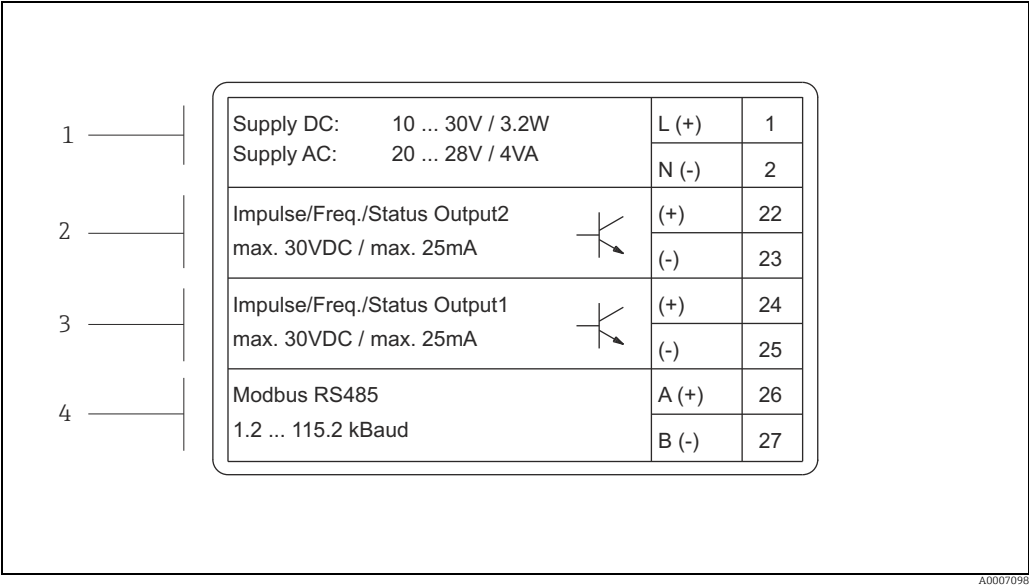 1
Supply DC: 10 ... 30V / 3.2W
Supply AC: 20 ... 28V / 4VA
L (+) 1
N (-) 2
2
Impulse/Freq./Status Output2
max. 30VDC / max. 25mA
(+) 22
(-) 23
3
Impulse/Freq./Status Output1
max. 30VDC / max. 25mA
(+) 24
(-) 25
4
Modbus RS485
1.2 ... 115.2 kBaud
A (+) 26
B (-) 27
A0007098